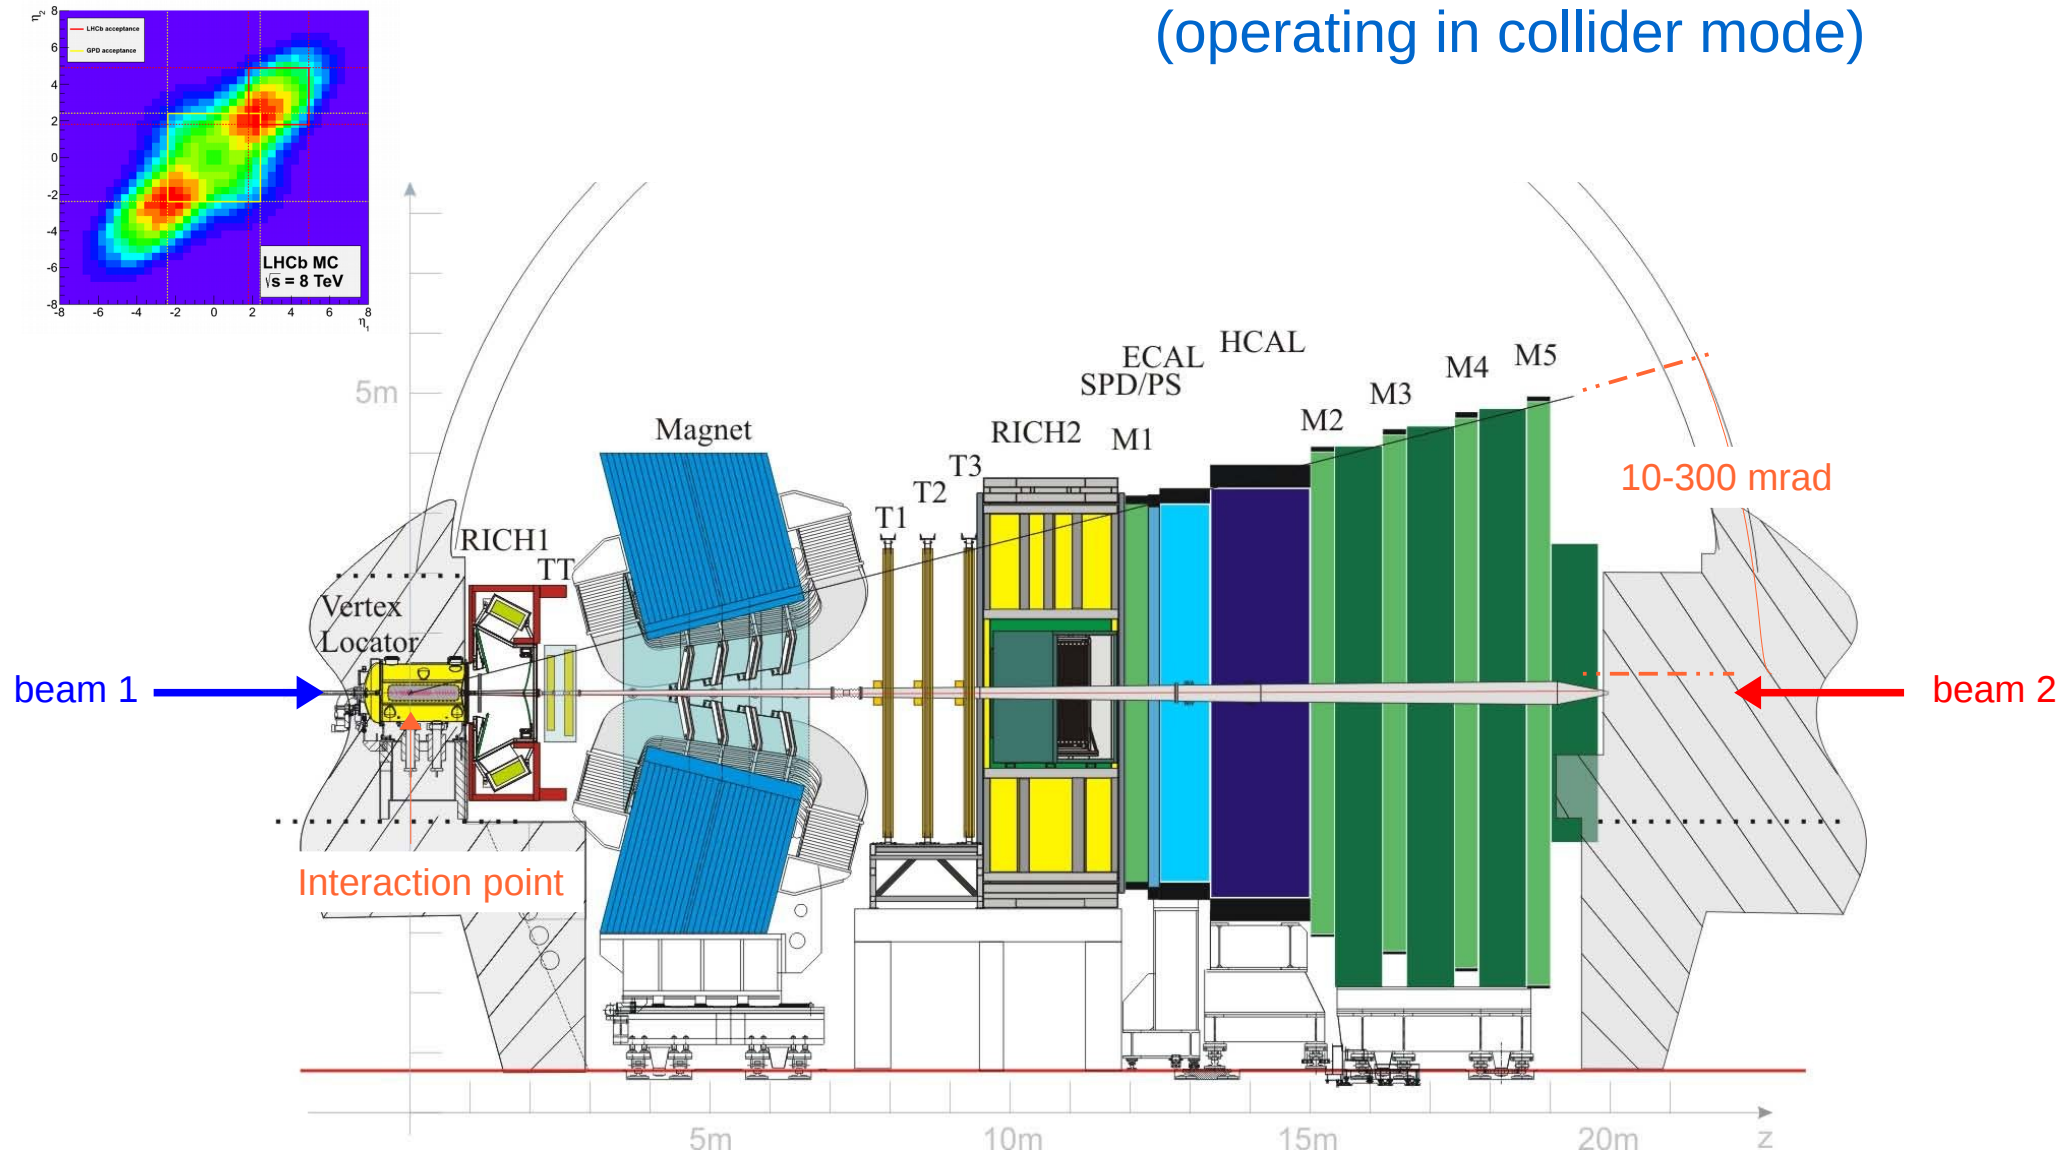 (operating in collider mode)
η₂
8
6
4
2
0
-2
-4
-6
-8
LHCb acceptance
GPD acceptance
LHCb MC
√s = 8 TeV
-8 -6 -4 -2 0 2 4 6 8
η₁
5m
Magnet
RICH1
TT
Vertex
Locator
T1
T2
T3
RICH2
M1
SPD/PS
ECAL
HCAL
M2
M3
M4
M5
10-300 mrad
beam 1
beam 2
Interaction point
5m 10m 15m 20m z